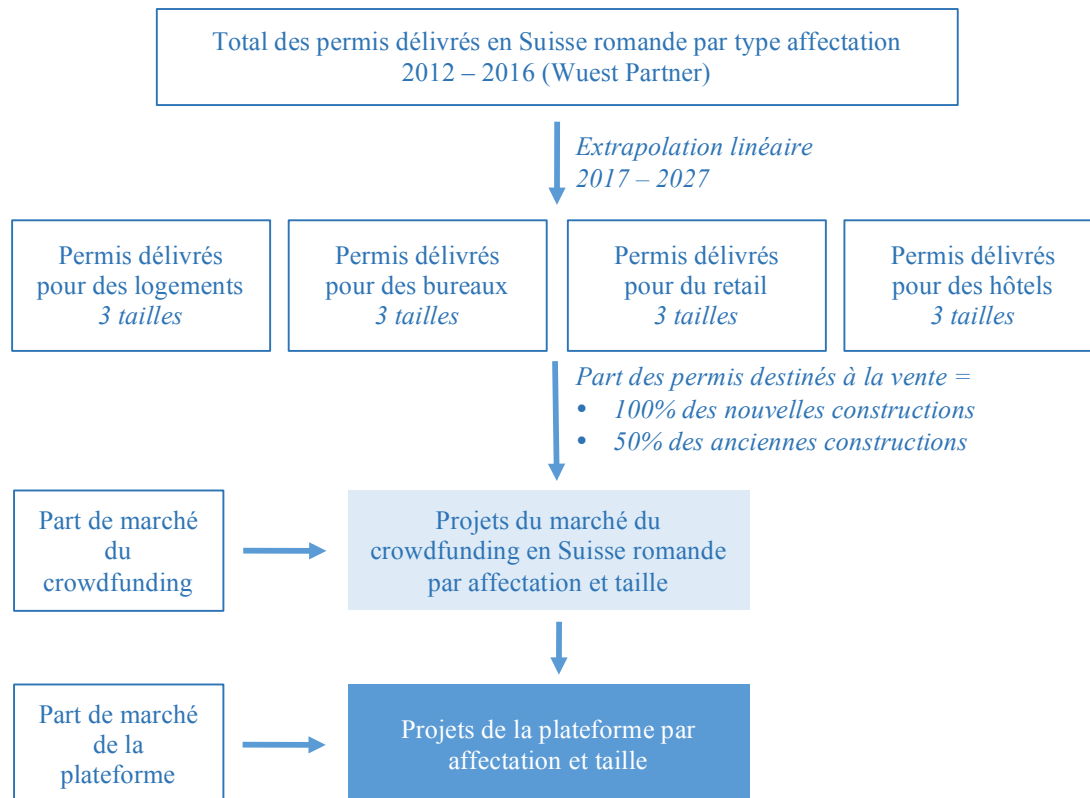 Total des permis délivrés en Suisse romande par type affectation
2012 – 2016 (Wuest Partner)
Extrapolation linéaire
2017 – 2027
Permis délivrés
pour des logements
3 tailles
Permis délivrés
pour des bureaux
3 tailles
Permis délivrés
pour du retail
3 tailles
Permis délivrés
pour des hôtels
3 tailles
Part des permis destinés à la vente =
• 100% des nouvelles constructions
• 50% des anciennes constructions
Part de marché
du
crowdfunding
Projets du marché du
crowdfunding en Suisse romande
par affectation et taille
Part de marché
de la
plateforme
Projets de la plateforme par
affectation et taille